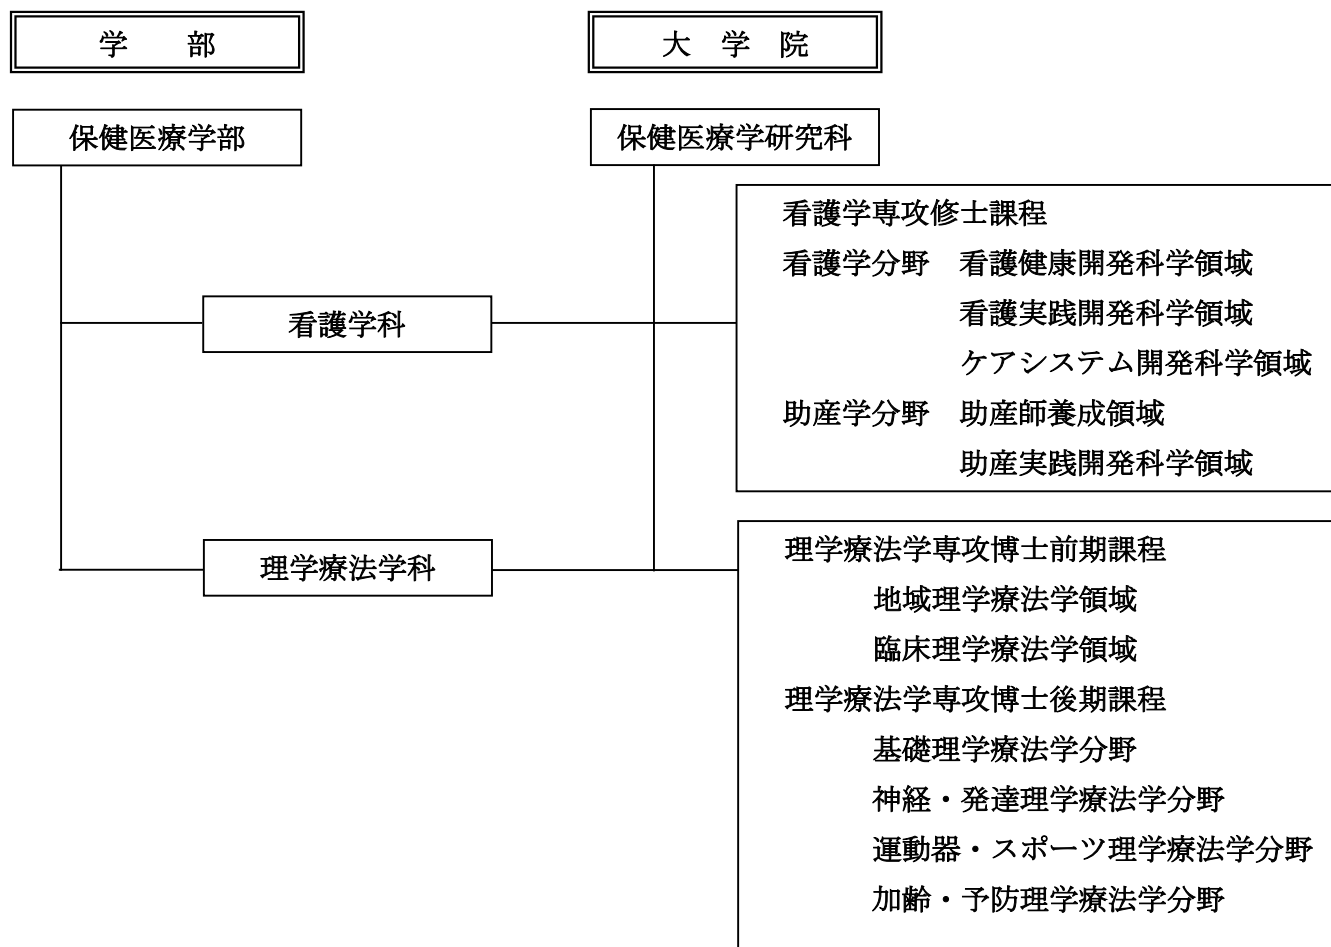 学　　部
大　学　院
保健医療学部
保健医療学研究科
看護学科
看護学専攻修士課程
看護学分野　看護健康開発科学領域
看護実践開発科学領域
ケアシステム開発科学領域
助産学分野　助産師養成領域
助産実践開発科学領域
理学療法学科
理学療法学専攻博士前期課程
地域理学療法学領域
臨床理学療法学領域
理学療法学専攻博士後期課程
基礎理学療法学分野
神経・発達理学療法学分野
運動器・スポーツ理学療法学分野
加齢・予防理学療法学分野